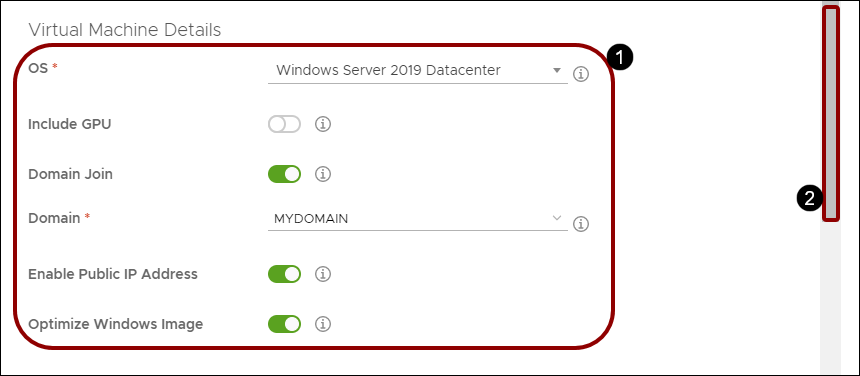 Virtual Machine Details
1
OS * Windows Server 2019 Datacenter
Include GPU
Domain Join
2
Domain * MYDOMAIN
Enable Public IP Address
Optimize Windows Image